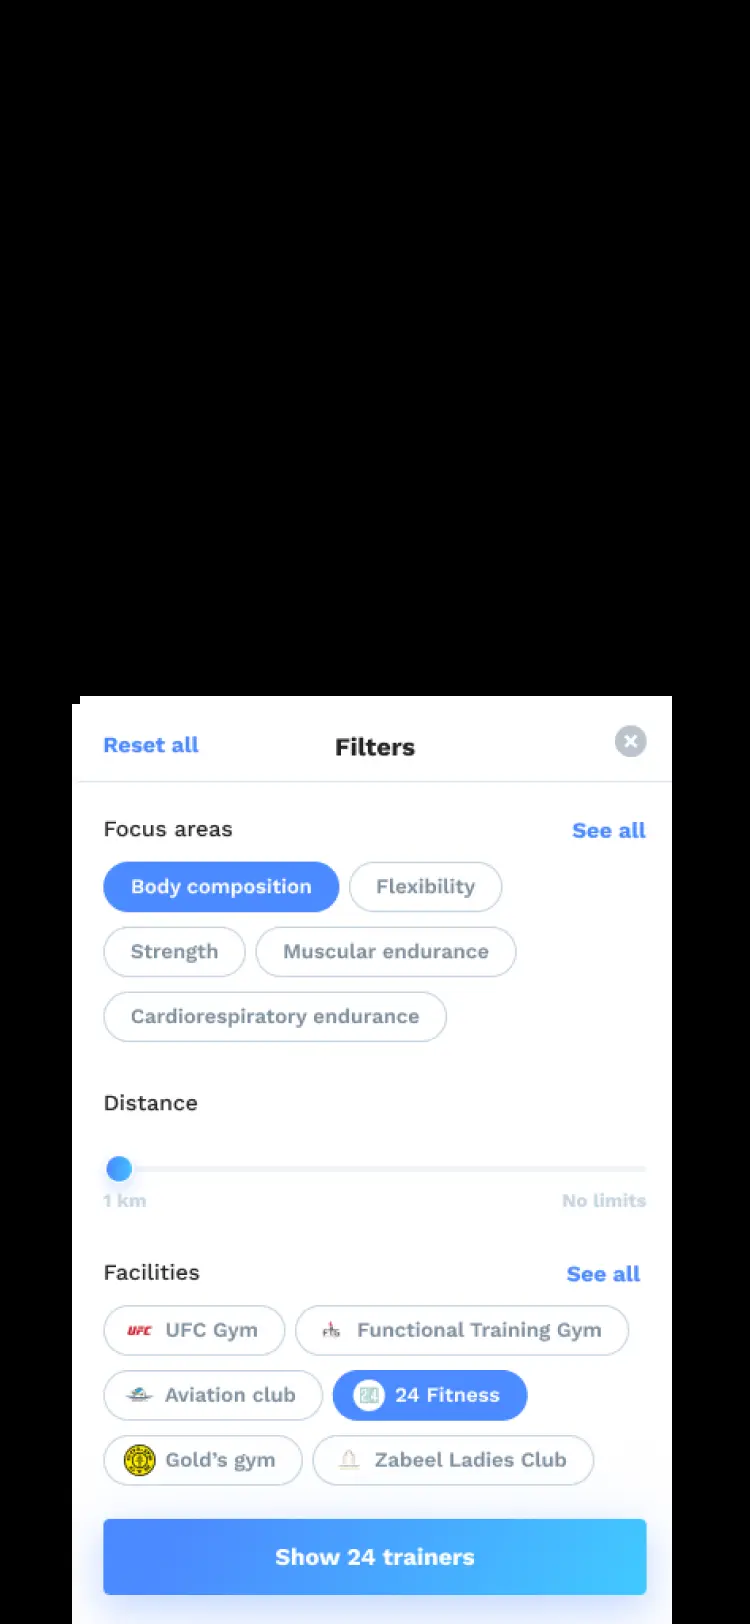 Reset all Filters
Focus areas See all
Body composition Flexibility
Strength Muscular endurance
Cardiorespiratory endurance
Distance
1 km No limits
Facilities See all
UFC UFC Gym FTG Functional Training Gym
Aviation club 24 24 Fitness
Gold’s gym Zabeel Ladies Club
Show 24 trainers